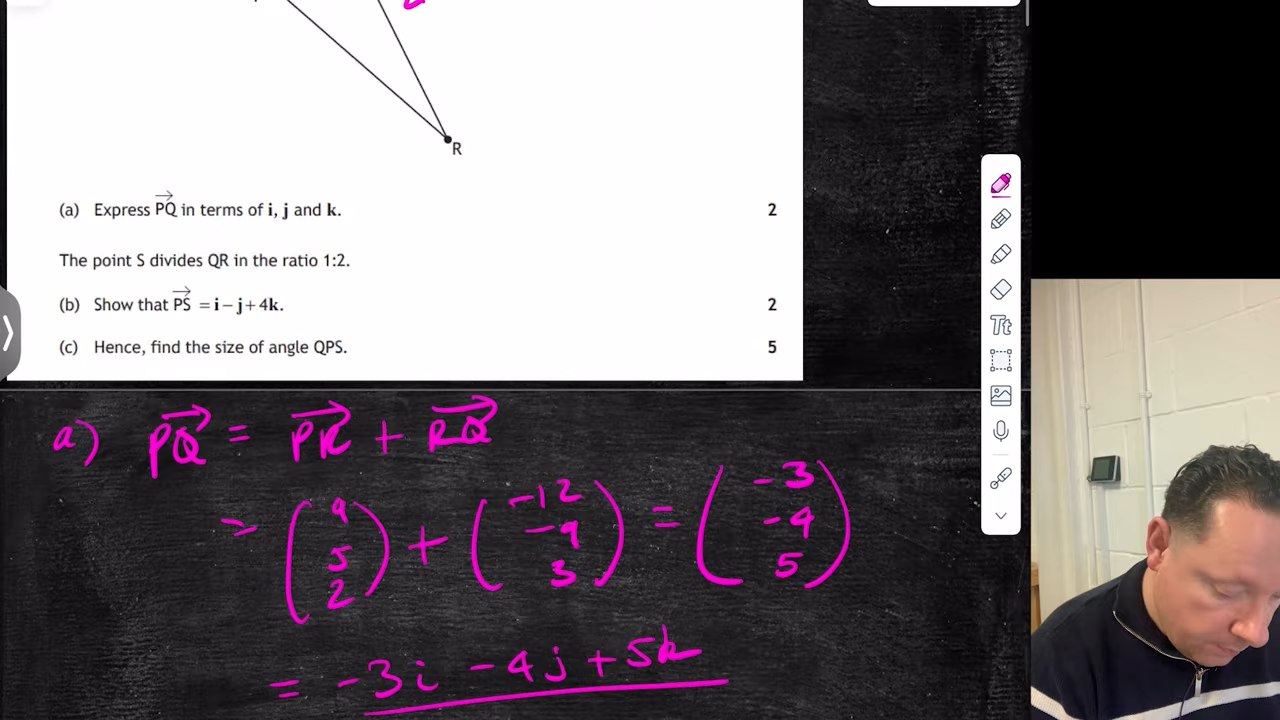 R
(a) Express PQ in terms of i, j and k. 2
The point S divides QR in the ratio 1:2.
(b) Show that PS = i − j + 4k. 2
(c) Hence, find the size of angle QPS. 5
a) PQ = PR + RQ
= (9 5 2) + (-12 -9 3) = (-3 -4 5)
= -3i -4j + 5k
Tt